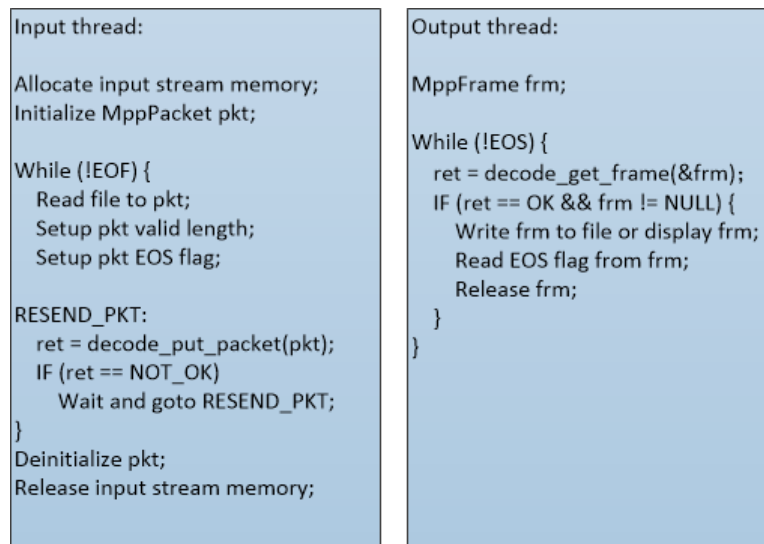 Input thread:
Allocate input stream memory;
Initialize MppPacket pkt;
While (!EOF) {
Read file to pkt;
Setup pkt valid length;
Setup pkt EOS flag;
RESEND_PKT:
ret = decode_put_packet(pkt);
IF (ret == NOT_OK)
Wait and goto RESEND_PKT;
}
Deinitialize pkt;
Release input stream memory;
Output thread:
MppFrame frm;
While (!EOS) {
ret = decode_get_frame(&frm);
IF (ret == OK && frm != NULL) {
Write frm to file or display frm;
Read EOS flag from frm;
Release frm;
}
}